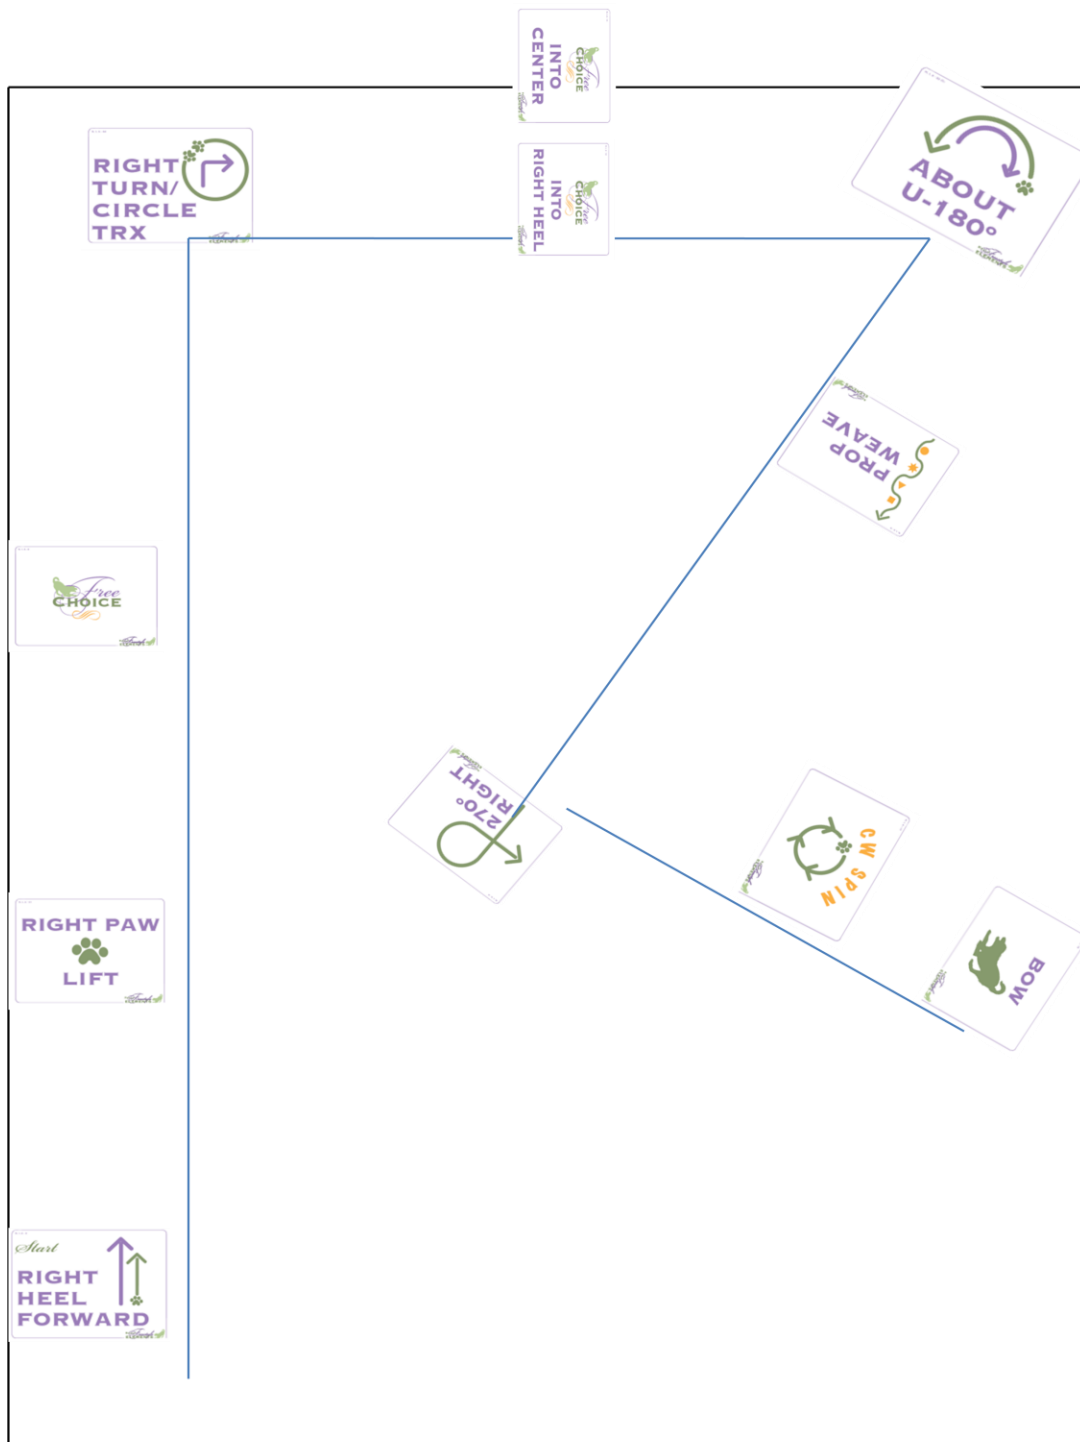 INTO
CENTER
Free
CHOICE
RIGHT
TURN/
CIRCLE
TRX
RIGHT HEEL
INTO
Free
CHOICE
ABOUT
U-180°
PROP
WEAVE
Free
CHOICE
270°
RIGHT
CW SPIN
RIGHT PAW
LIFT
BOW
Start
RIGHT
HEEL
FORWARD